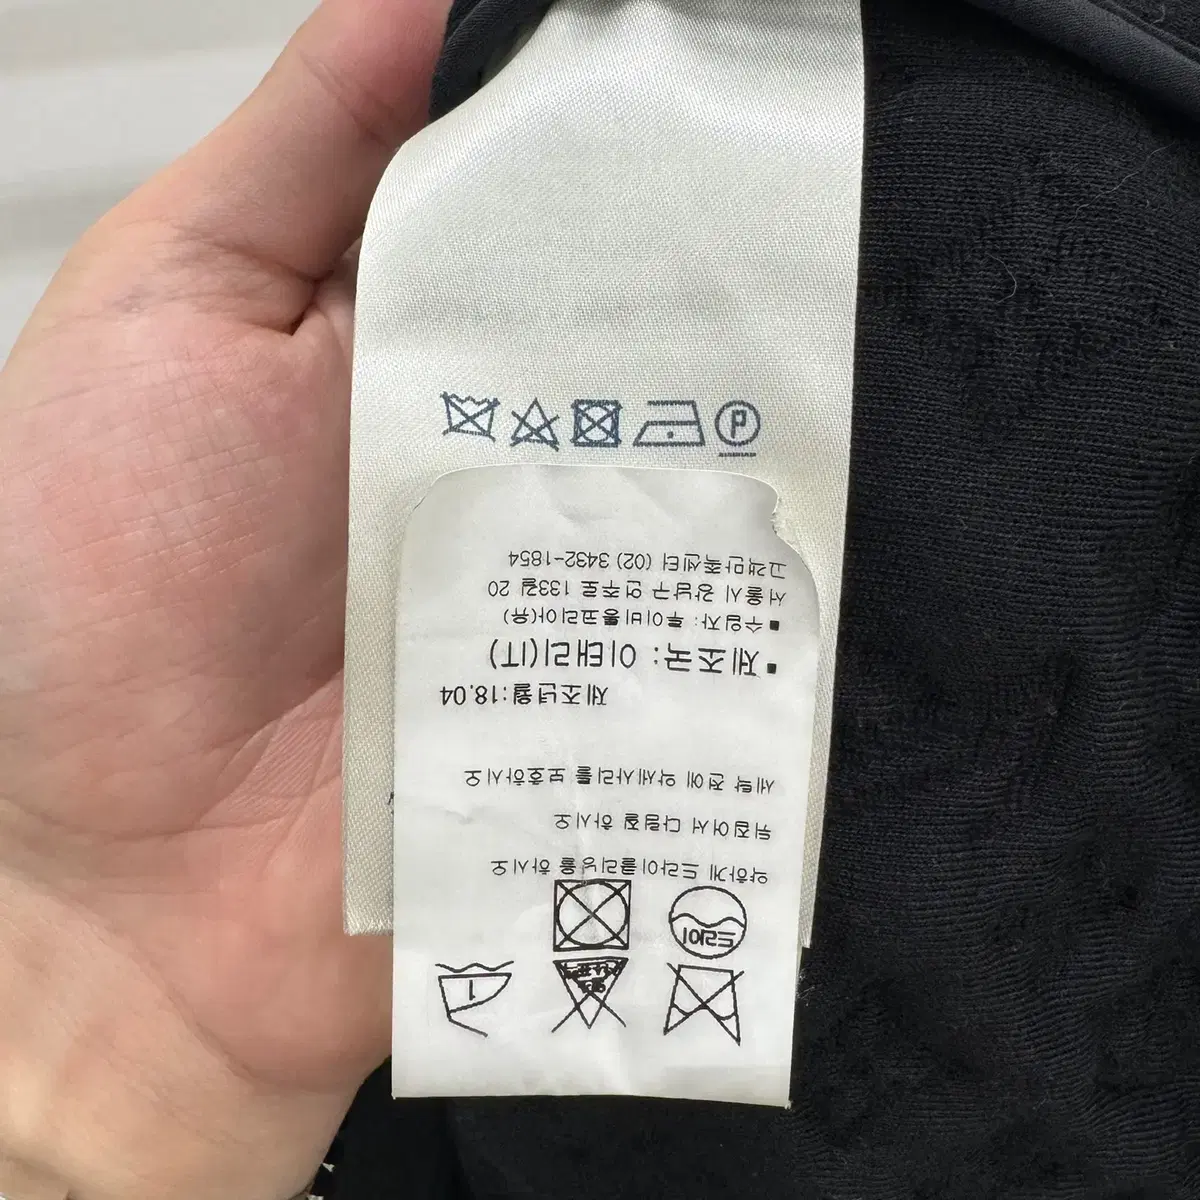 드라이
1
약하게 드라이클리닝을 하시오
뒤집어서 다림질 하시오
세탁 전에 악세사리를 보호하시오
제조년월:18.04
▪ 제조국: 이태리(IT)
▪ 수입자: 루이비통코리아(유)
서울시 강남구 언주로 133길 20
고객만족센터 (02) 3432-1854
P